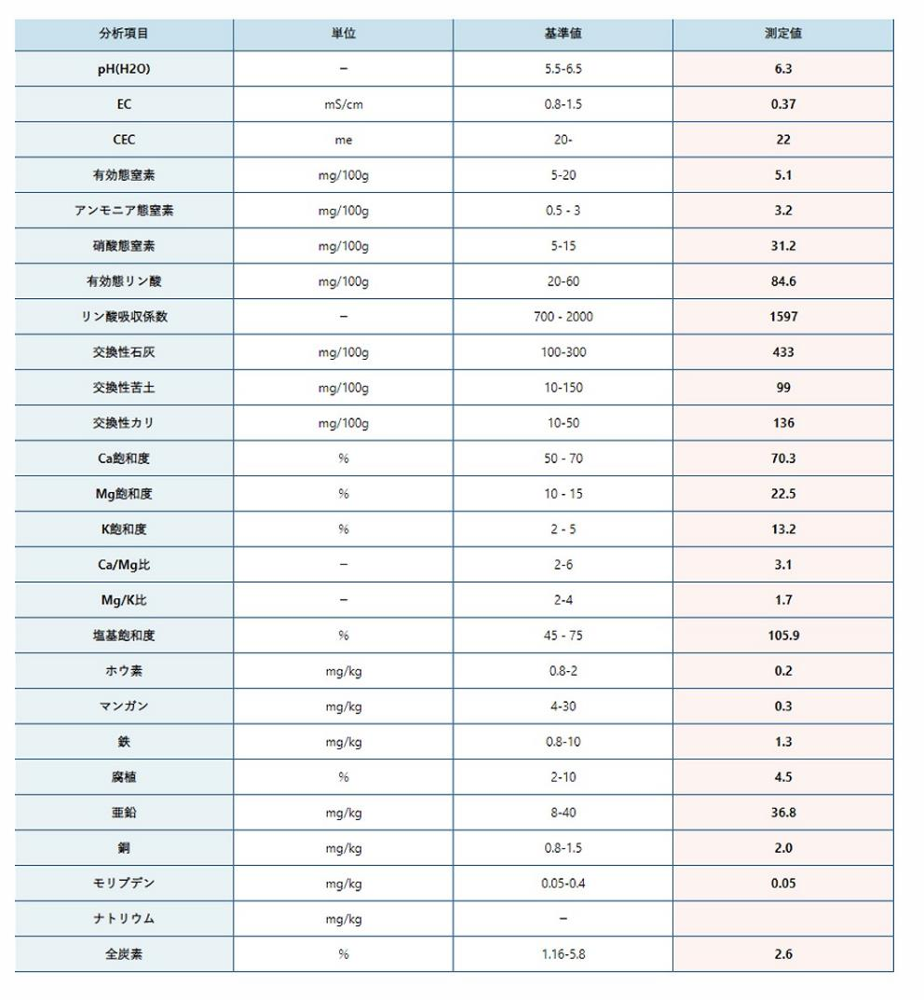 分析項目 単位 基準値 測定値
pH(H2O) － 5.5-6.5 6.3
EC mS/cm 0.8-1.5 0.37
CEC me 20- 22
有効態窒素 mg/100g 5-20 5.1
アンモニア態窒素 mg/100g 0.5 - 3 3.2
硝酸態窒素 mg/100g 5-15 31.2
有効態リン酸 mg/100g 20-60 84.6
リン酸吸収係数 － 700 - 2000 1597
交換性石灰 mg/100g 100-300 433
交換性苦土 mg/100g 10-150 99
交換性カリ mg/100g 10-50 136
Ca飽和度 % 50 - 70 70.3
Mg飽和度 % 10 - 15 22.5
K飽和度 % 2 - 5 13.2
Ca/Mg比 － 2-6 3.1
Mg/K比 － 2-4 1.7
塩基飽和度 % 45 - 75 105.9
ホウ素 mg/kg 0.8-2 0.2
マンガン mg/kg 4-30 0.3
鉄 mg/kg 0.8-10 1.3
腐植 % 2-10 4.5
亜鉛 mg/kg 8-40 36.8
銅 mg/kg 0.8-1.5 2.0
モリブデン mg/kg 0.05-0.4 0.05
ナトリウム mg/kg －
全炭素 % 1.16-5.8 2.6